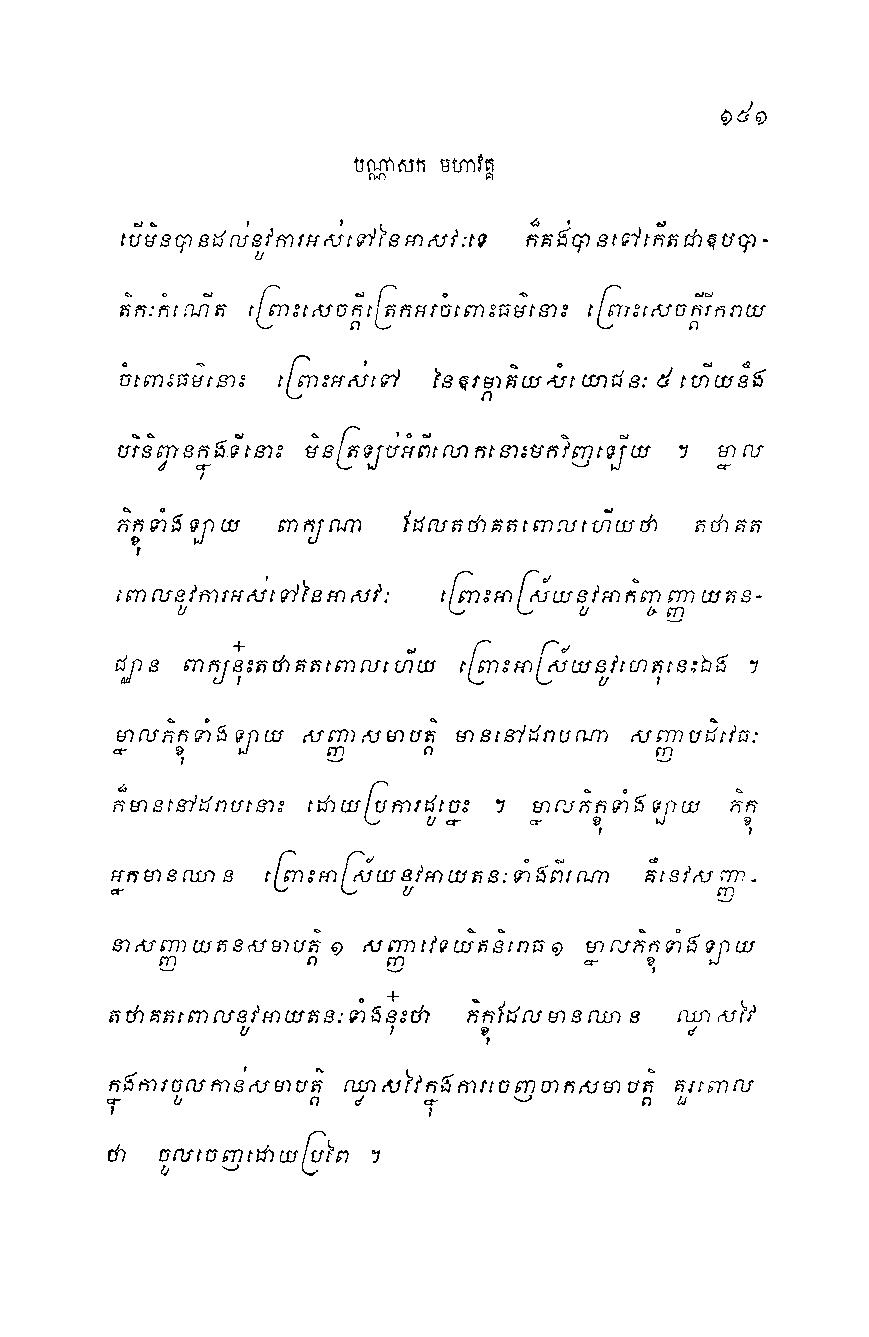 ១៥១
បណ្ណាសក មហាវគ្គ
បើមិនបានដល់នូវការអស់ទៅនៃអាសវៈទេ ក៏គង់បានទៅកើតជាឧបបា-
តិកៈកំណើត ព្រោះសេចក្តីត្រេកអរចំពោះធម៌នោះ ព្រោះសេចក្តីរីករាយ
ចំពោះធម៌នោះ ព្រោះអស់ទៅ នៃឧរម្ភាគិយសំយោជនៈ ៥ ហើយនឹង
បរិនិព្វានក្នុងទីនោះ មិនត្រឡប់អំពីលោកនោះមកវិញឡើយ ។ ម្នាល
ភិក្ខុទាំងឡាយ ពាក្យណា ដែលតថាគតពោលហើយថា តថាគត
ពោលនូវការអស់ទៅនៃអាសវៈ ព្រោះអាស្រ័យនូវអាកិញ្ចញ្ញាយតន-
ជ្ឈាន ពាក្យនុ៎ះតថាគតពោលហើយ ព្រោះអាស្រ័យនូវហេតុនេះឯង ។
ម្នាលភិក្ខុទាំងឡាយ សញ្ញាសមាបត្តិ មាននៅដរាបណា សញ្ញាបដិវេធៈ
ក៏មាននៅដរាបនោះ ដោយប្រការដូច្នេះ ។ ម្នាលភិក្ខុទាំងឡាយ ភិក្ខុ
អ្នកមានឈាន ព្រោះអាស្រ័យនូវអាយតនៈទាំងពីរណា គឺនេវសញ្ញា-
នាសញ្ញាយតនសមាបត្តិ ១ សញ្ញាវេទយិតនិរោធ ១ ម្នាលភិក្ខុទាំងឡាយ
តថាគតពោលនូវអាយតនៈទាំងនុ៎ះថា ភិក្ខុដែលមានឈាន ឈ្លាសវៃ
ក្នុងការចូលកាន់សមាបត្តិ ឈ្លាសវៃក្នុងការចេញចាកសមាបត្តិ គួរពោល
ថា ចូលចេញដោយប្រពៃ ។